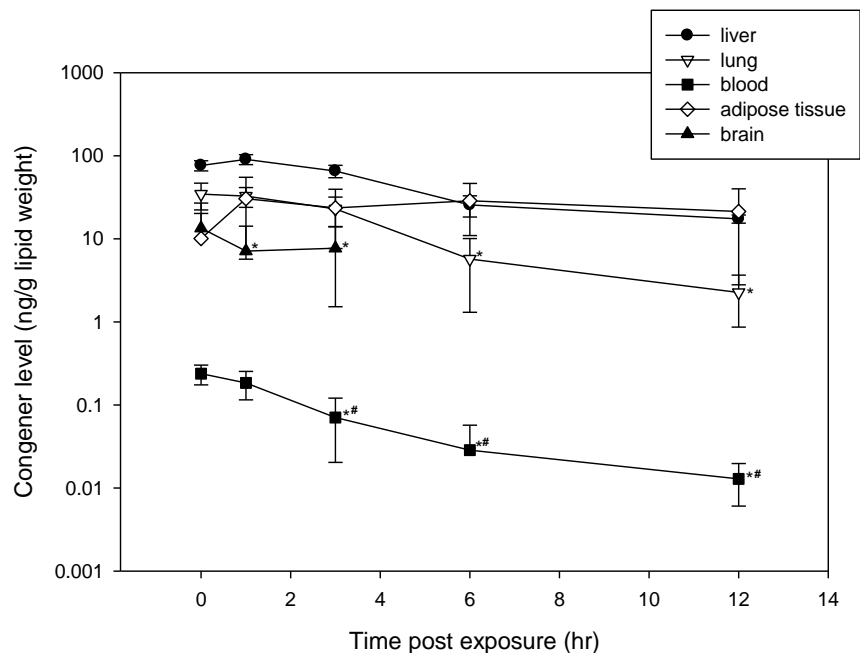 liver
lung
blood
adipose tissue
brain
1000
100
10
1
0.1
0.01
0.001
Congener level (ng/g lipid weight)
* *
* *
*# *# *#
0 2 4 6 8 10 12 14
Time post exposure (hr)